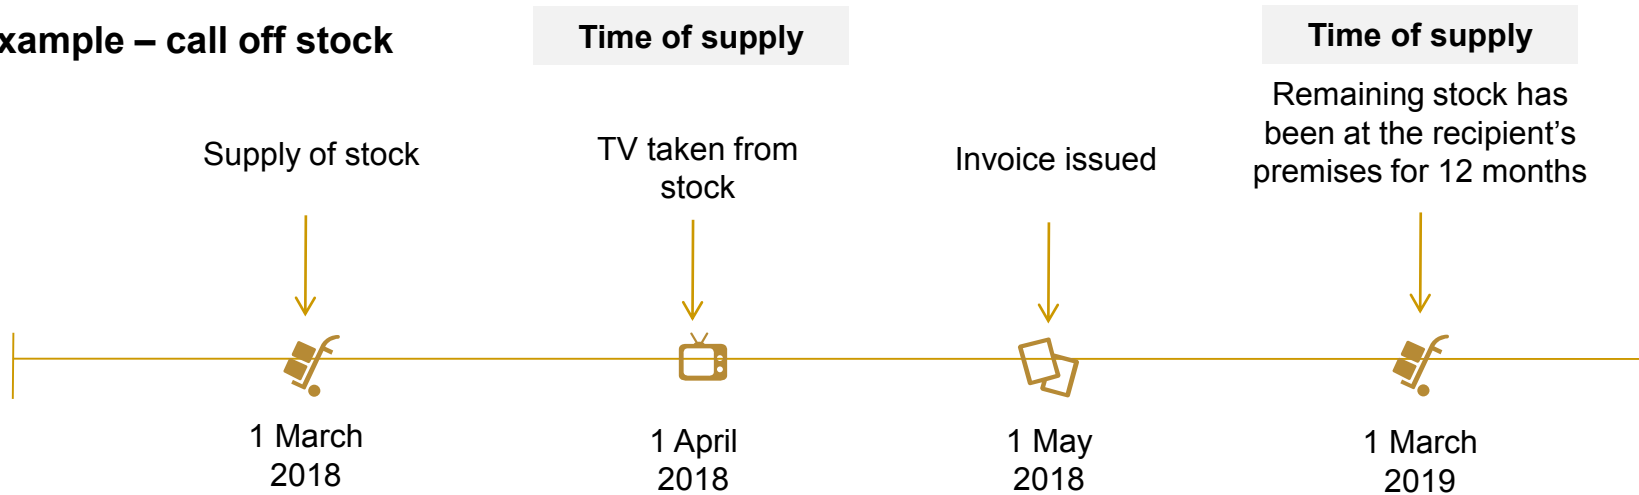 xample – call off stock
Time of supply
Time of supply
Supply of stock
TV taken from
stock
Invoice issued
Remaining stock has
been at the recipient’s
premises for 12 months
1 March
2018
1 April
2018
1 May
2018
1 March
2019